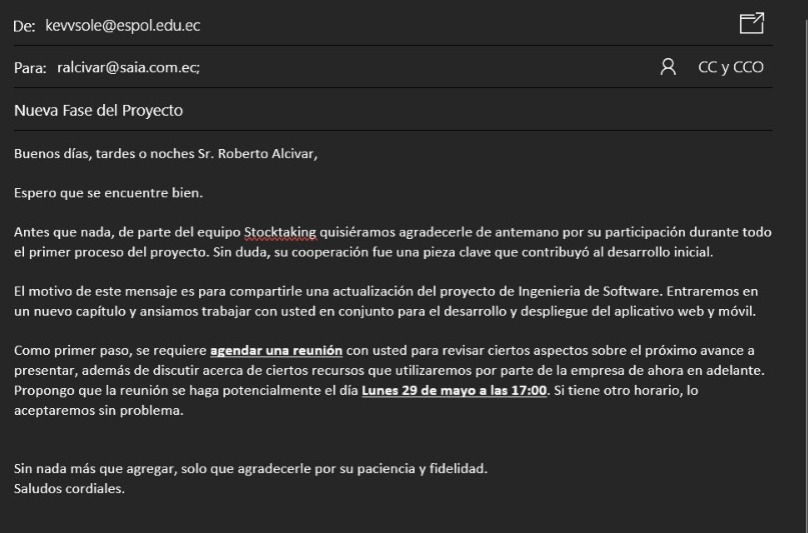 De: kevvsole@espol.edu.ec
Para: ralcivar@saia.com.ec;
CC y CCO
Nueva Fase del Proyecto
Buenos días, tardes o noches Sr. Roberto Alcivar,
Espero que se encuentre bien.
Antes que nada, de parte del equipo Stocktaking quisiéramos agradecerle de antemano por su participación durante todo
el primer proceso del proyecto. Sin duda, su cooperación fue una pieza clave que contribuyó al desarrollo inicial.
El motivo de este mensaje es para compartirle una actualización del proyecto de Ingenieria de Software. Entraremos en
un nuevo capítulo y ansiamos trabajar con usted en conjunto para el desarrollo y despliegue del aplicativo web y móvil.
Como primer paso, se requiere agendar una reunión con usted para revisar ciertos aspectos sobre el próximo avance a
presentar, además de discutir acerca de ciertos recursos que utilizaremos por parte de la empresa de ahora en adelante.
Propongo que la reunión se haga potencialmente el día Lunes 29 de mayo a las 17:00. Si tiene otro horario, lo
aceptaremos sin problema.
Sin nada más que agregar, solo que agradecerle por su paciencia y fidelidad.
Saludos cordiales.